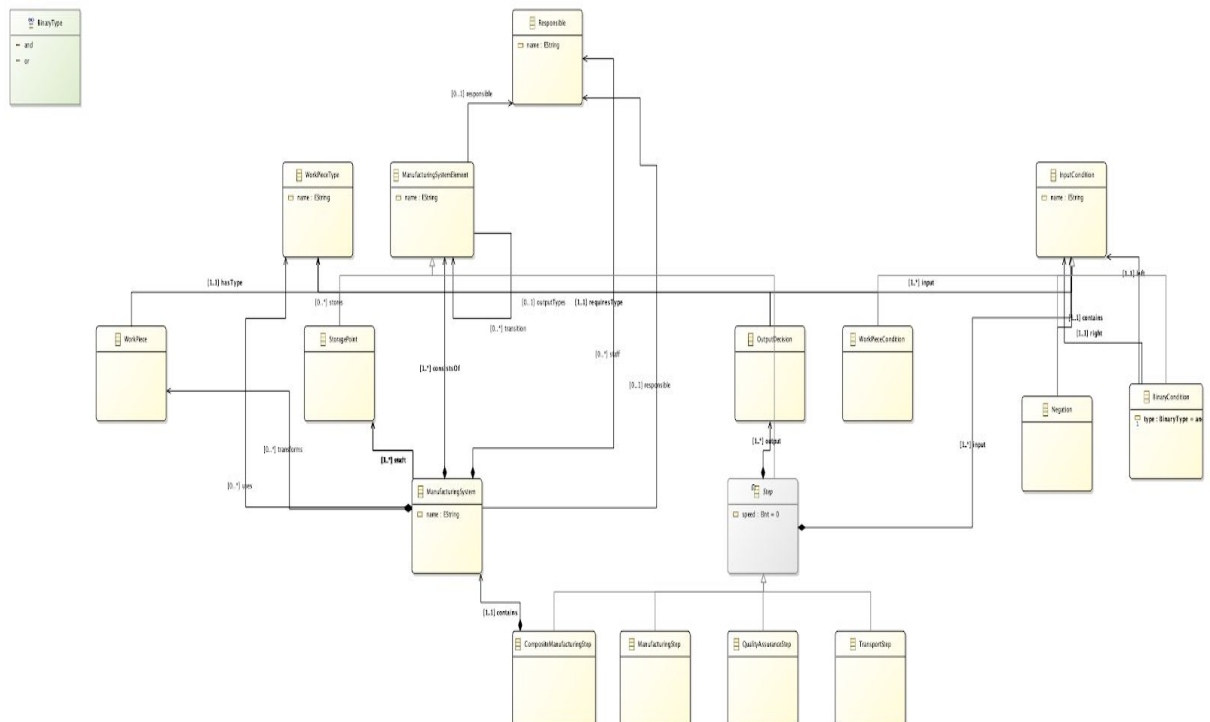 BinaryType
and
or
Responsible
name : EString
[0..1] responsible
WorkPieceType
name : EString
ManufacturingSystemElement
name : EString
InputCondition
name : EString
[1..1] hasType
[0..*] stores
[0..1] outputTypes
[1..1] requiresType
[1..*] input
[1..1] left
[0..*] transition
[1..1] contains
[1..1] right
WorkPiece
StoragePoint
OutputDecision
WorkPieceCondition
[0..*] staff
[1..*] consistsOf
[0..1] responsible
Negation
BinaryCondition
type : BinaryType = an
[0..*] transforms
[1..*] start
[1..*] output
[1..*] input
[0..*] uses
ManufacturingSystem
name : EString
Step
speed : EInt = 0
[1..1] contains
CompositeManufacturingStep
ManufacturingStep
QualityAssuranceStep
TransportStep